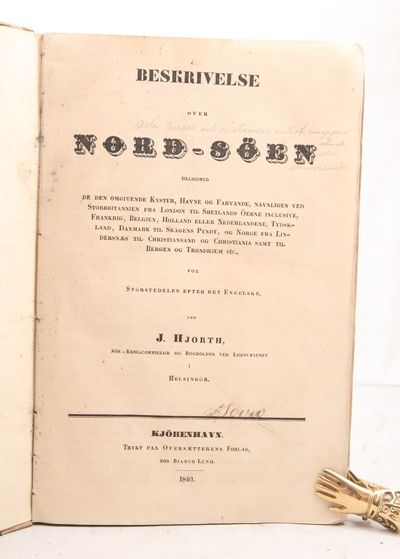 BESKRIVELSE
OVER
NORD-SÖEN
TILLIGEMED
DE DEN OMGIVENDE KYSTER, HAVNE OG FARVANDE, NAVNLIGEN VED
STORBRITANNIEN FRA LONDON TIL SHETLANDS ÖERNE INCLUSIVE,
FRANKRIG, BELGIEN, HOLLAND ELLER NEDERLANDENE, TYDSK-
LAND, DANMARK TIL SKAGENS PYNDT, OG NORGE FRA LIN-
DERSNÆS TIL CHRISTIANSAND OG CHRISTIANIA SAMT TIL
BERGEN OG TRONDHJEM etc.,
FOR
STÖRSTEDELEN EFTER DET ENGELSKE,
VED
J. HJORTH,
SÖE-KRIGSCOMMISSAIR OG BOGHOLDER VED LODSVÆSENET
I
HELSINGÖR.
KJÖBENHAVN.
TRYKT PAA OVERSÆTTERENS FORLAG,
HOS BIANCO LUNO.
1840.